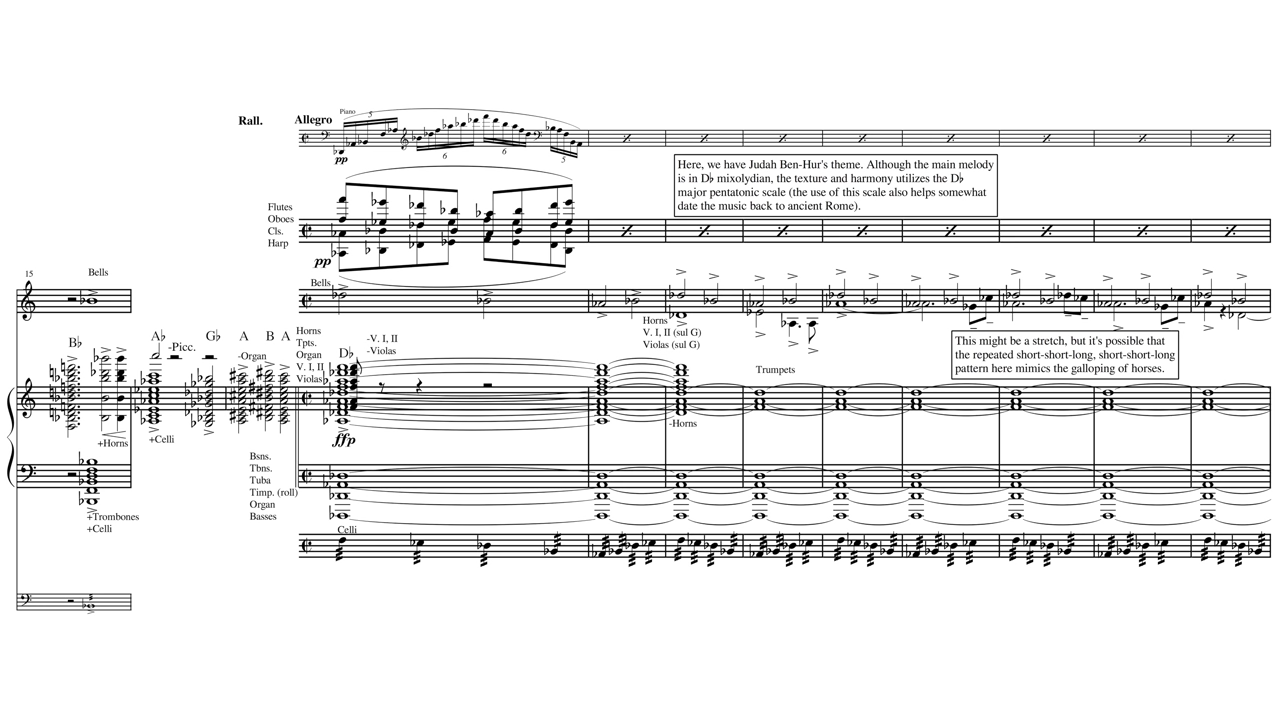 Rall.
Allegro
Piano
5
6
6
5
pp
Here, we have Judah Ben-Hur's theme. Although the main melody
is in D♭ mixolydian, the texture and harmony utilizes the D♭
major pentatonic scale (the use of this scale also helps somewhat
date the music back to ancient Rome).
Flutes
Oboes
Cls.
Harp
pp
15
Bells
Bells
Horns
V. I, II (sul G)
Violas (sul G)
This might be a stretch, but it's possible that
the repeated short-short-long, short-short-long
pattern here mimics the galloping of horses.
B♭
A♭
G♭
A
B
A
-Picc.
-Organ
Horns
Tpts.
Organ
V. I, II
Violas
D♭
-V. I, II
-Violas
Trumpets
+Horns
+Celli
ffp
-Horns
Bsns.
Tbns.
Tuba
Timp. (roll)
Organ
Basses
+Trombones
+Celli
Celli